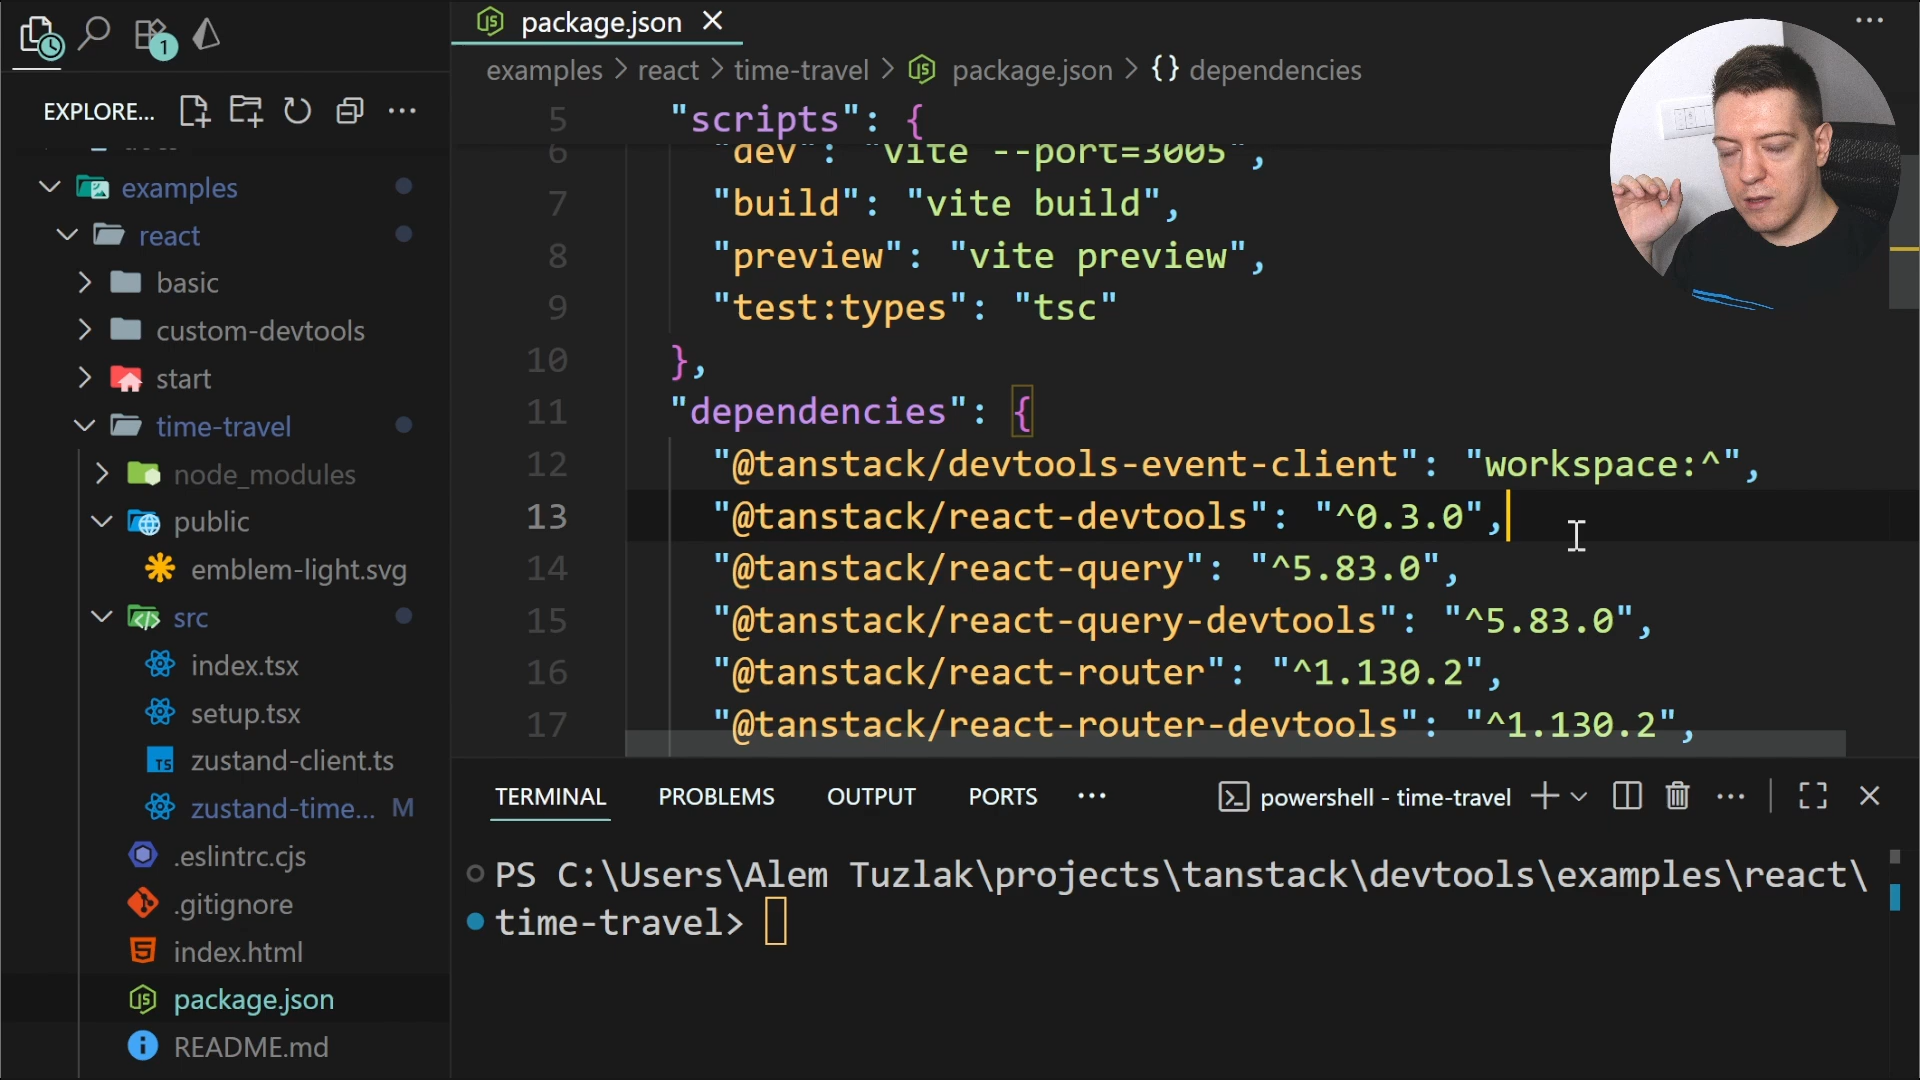 1
EXPLORE...
examples
react
basic
custom-devtools
start
time-travel
node_modules
public
emblem-light.svg
src
index.tsx
setup.tsx
TS zustand-client.ts
zustand-time... M
.eslintrc.cjs
.gitignore
index.html
package.json
README.md
package.json
examples > react > time-travel > package.json > {} dependencies
5 "scripts": {
6 "dev": "vite --port=3005",
7 "build": "vite build",
8 "preview": "vite preview",
9 "test:types": "tsc"
10 },
11 "dependencies": {
12 "@tanstack/devtools-event-client": "workspace:^",
13 "@tanstack/react-devtools": "^0.3.0",
14 "@tanstack/react-query": "^5.83.0",
15 "@tanstack/react-query-devtools": "^5.83.0",
16 "@tanstack/react-router": "^1.130.2",
17 "@tanstack/react-router-devtools": "^1.130.2",
TERMINAL PROBLEMS OUTPUT PORTS ... powershell - time-travel
PS C:\Users\Alem Tuzlak\projects\tanstack\devtools\examples\react\
time-travel>